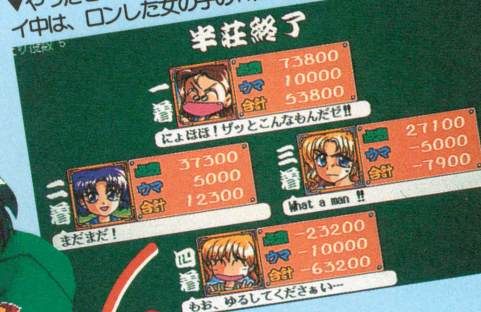 イ中は、ロンした女の子の
半荘終了
一着
73800
ウマ 10000
合計 53800
にょほほ！ザッとこんなもんだゼ!!
二着
37300
ウマ 5000
合計 12300
まだまだ！
三着
27100
ウマ -5000
合計 -7900
What a man !!
四着
-23200
ウマ -10000
合計 -63200
もお、ゆるしてくださぁい…